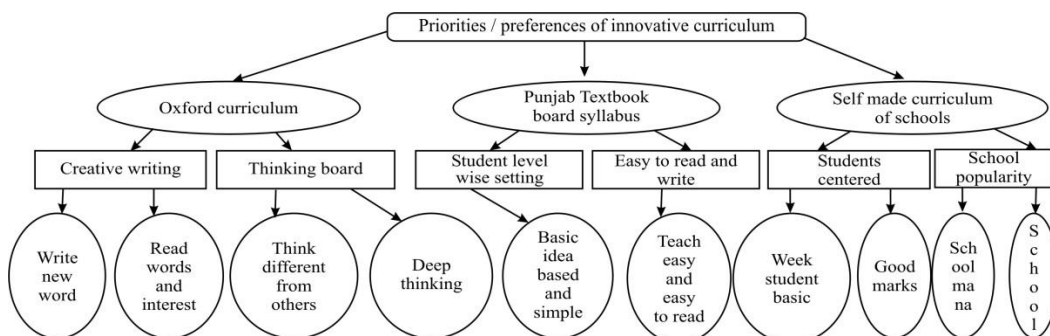 Priorities / preferences of innovative curriculum
Oxford curriculum
Punjab Textbook
board syllabus
Self made curriculum
of schools
Creative writing
Thinking board
Student level
wise setting
Easy to read and
write
Students
centered
School
popularity
Write
new
word
Read
words
and
interest
Think
different
from
others
Deep
thinking
Basic
idea
based
and
simple
Teach
easy
and
easy
to read
Week
student
basic
Good
marks
Sch
ool
mana
S
c
h
o
o
l